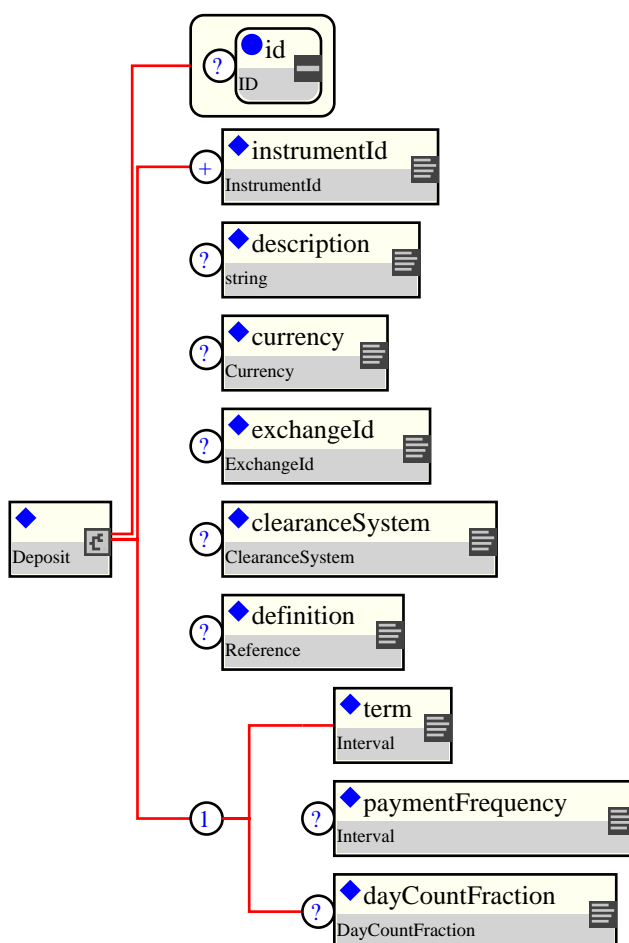 ?
id
ID
+
instrumentId
InstrumentId
?
description
string
?
currency
Currency
?
exchangeId
ExchangeId
?
clearanceSystem
ClearanceSystem
Deposit
?
definition
Reference
term
Interval
1
?
paymentFrequency
Interval
?
dayCountFraction
DayCountFraction